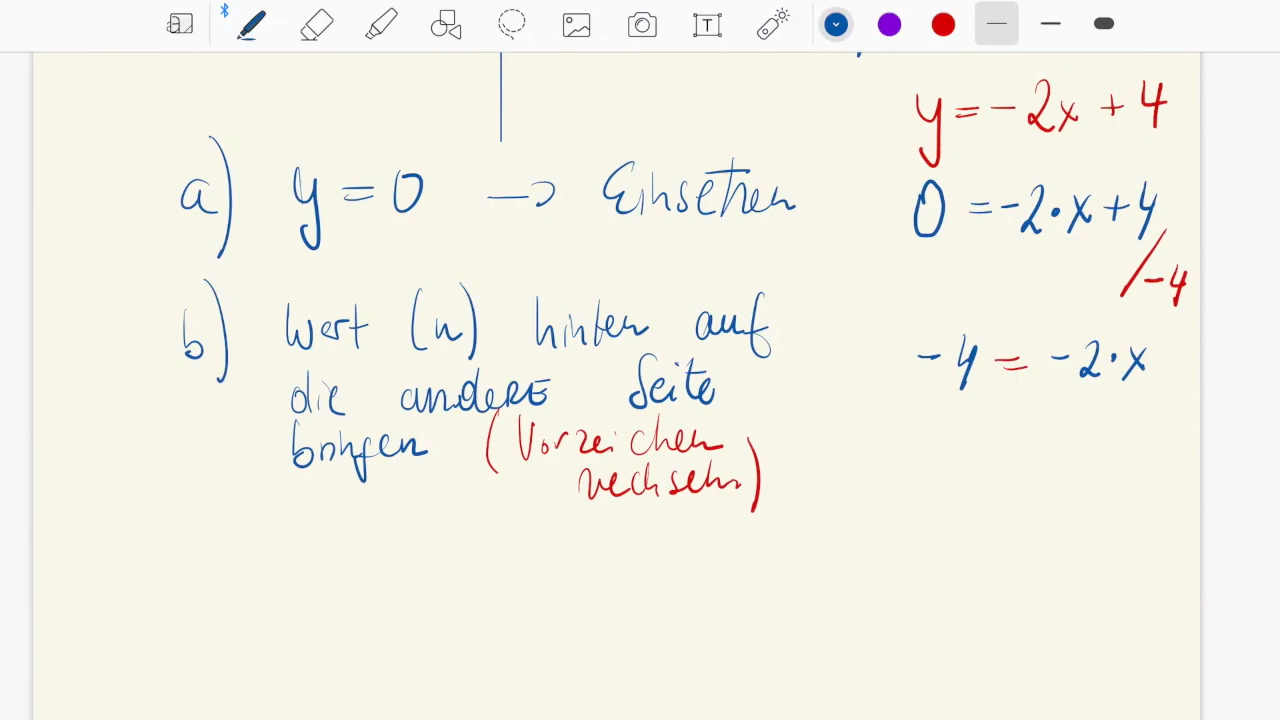 y = -2x + 4
a) y = 0 → Einsetzen
0 = -2·x + 4
/-4
b) Wert (n) hinten auf
die andere Seite
bringen (Vorzeichen
wechseln)
-4 = -2·x